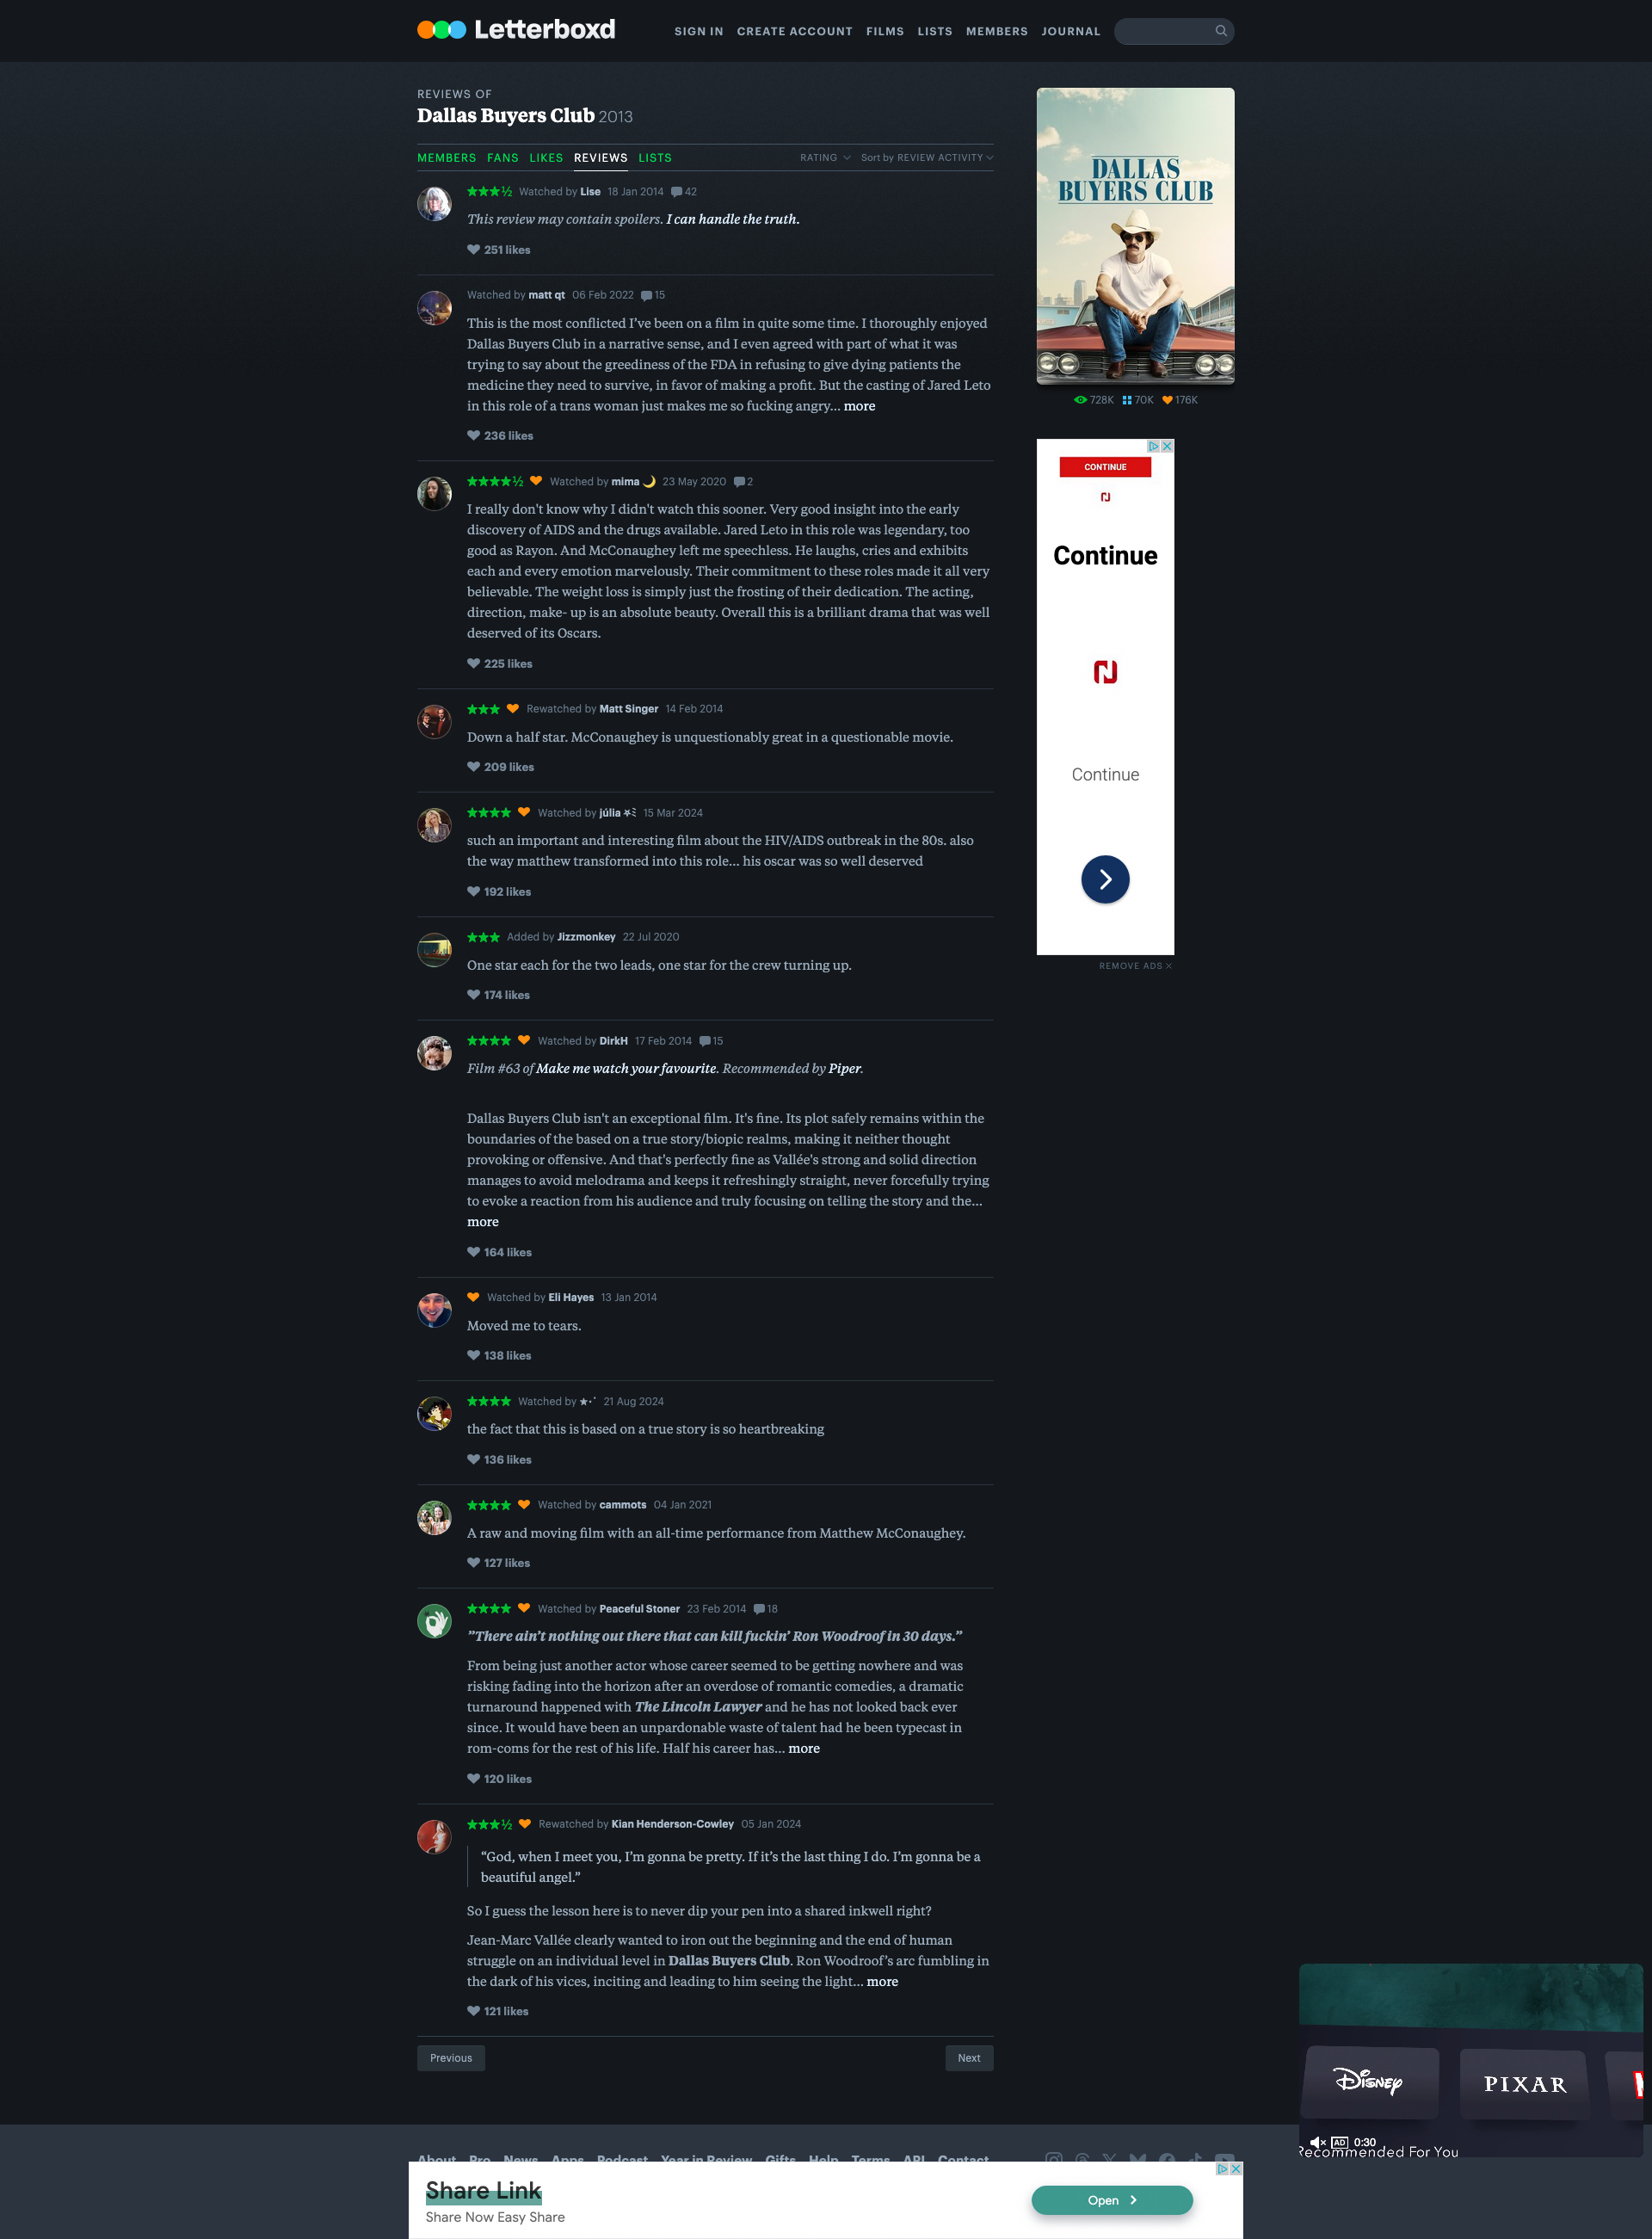 Letterboxd
SIGN IN CREATE ACCOUNT FILMS LISTS MEMBERS JOURNAL
REVIEWS OF
Dallas Buyers Club 2013
MEMBERS FANS LIKES REVIEWS LISTS
RATING Sort by REVIEW ACTIVITY
★★★½ Watched by Lise 18 Jan 2014 42
This review may contain spoilers. I can handle the truth.
251 likes
Watched by matt qt 06 Feb 2022 15
This is the most conflicted I've been on a film in quite some time. I thoroughly enjoyed
Dallas Buyers Club in a narrative sense, and I even agreed with part of what it was
trying to say about the greediness of the FDA in refusing to give dying patients the
medicine they need to survive, in favor of making a profit. But the casting of Jared Leto
in this role of a trans woman just makes me so fucking angry… more
236 likes
★★★★½ Watched by mima 🌙 23 May 2020 2
I really don't know why I didn't watch this sooner. Very good insight into the early
discovery of AIDS and the drugs available. Jared Leto in this role was legendary, too
good as Rayon. And McConaughey left me speechless. He laughs, cries and exhibits
each and every emotion marvelously. Their commitment to these roles made it all very
believable. The weight loss is simply just the frosting of their dedication. The acting,
direction, make- up is an absolute beauty. Overall this is a brilliant drama that was well
deserved of its Oscars.
225 likes
★★★ Rewatched by Matt Singer 14 Feb 2014
Down a half star. McConaughey is unquestionably great in a questionable movie.
209 likes
★★★★ Watched by júlia 15 Mar 2024
such an important and interesting film about the HIV/AIDS outbreak in the 80s. also
the way matthew transformed into this role… his oscar was so well deserved
192 likes
★★★ Added by Jizzmonkey 22 Jul 2020
One star each for the two leads, one star for the crew turning up.
174 likes
★★★★ Watched by DirkH 17 Feb 2014 15
Film #63 of Make me watch your favourite. Recommended by Piper.
Dallas Buyers Club isn't an exceptional film. It's fine. Its plot safely remains within the
boundaries of the based on a true story/biopic realms, making it neither thought
provoking or offensive. And that's perfectly fine as Vallée's strong and solid direction
manages to avoid melodrama and keeps it refreshingly straight, never forcefully trying
to evoke a reaction from his audience and truly focusing on telling the story and the…
more
164 likes
Watched by Eli Hayes 13 Jan 2014
Moved me to tears.
138 likes
★★★★ Watched by ★⋆˙ 21 Aug 2024
the fact that this is based on a true story is so heartbreaking
136 likes
★★★★ Watched by cammots 04 Jan 2021
A raw and moving film with an all-time performance from Matthew McConaughey.
127 likes
★★★★ Watched by Peaceful Stoner 23 Feb 2014 18
”There ain’t nothing out there that can kill fuckin’ Ron Woodroof in 30 days.”
From being just another actor whose career seemed to be getting nowhere and was
risking fading into the horizon after an overdose of romantic comedies, a dramatic
turnaround happened with The Lincoln Lawyer and he has not looked back ever
since. It would have been an unpardonable waste of talent had he been typecast in
rom-coms for the rest of his life. Half his career has… more
120 likes
★★★½ Rewatched by Kian Henderson-Cowley 05 Jan 2024
“God, when I meet you, I’m gonna be pretty. If it’s the last thing I do. I’m gonna be a
beautiful angel.”
So I guess the lesson here is to never dip your pen into a shared inkwell right?
Jean-Marc Vallée clearly wanted to iron out the beginning and the end of human
struggle on an individual level in Dallas Buyers Club. Ron Woodroof’s arc fumbling in
the dark of his vices, inciting and leading to him seeing the light… more
121 likes
Previous Next
DALLAS
BUYERS CLUB
728K 70K 176K
CONTINUE
Continue
Continue
REMOVE ADS
Disney PIXAR
AD 0:30
Recommended For You
About Pro News Apps Podcast Year in Review Gifts Help Terms API Contact
Share Link
Share Now Easy Share
Open